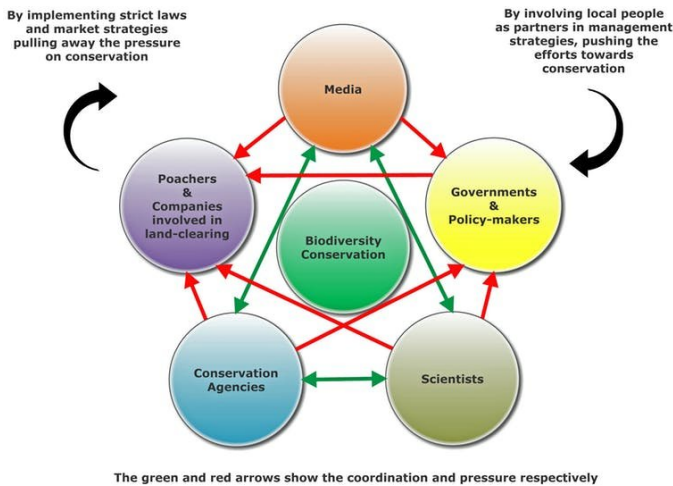 By implementing strict laws
and market strategies
pulling away the pressure
on conservation
By involving local people
as partners in management
strategies, pushing the
efforts towards
conservation
Media
Poachers
&
Companies
involved in
land-clearing
Governments
&
Policy-makers
Biodiversity
Conservation
Conservation
Agencies
Scientists
The green and red arrows show the coordination and pressure respectively